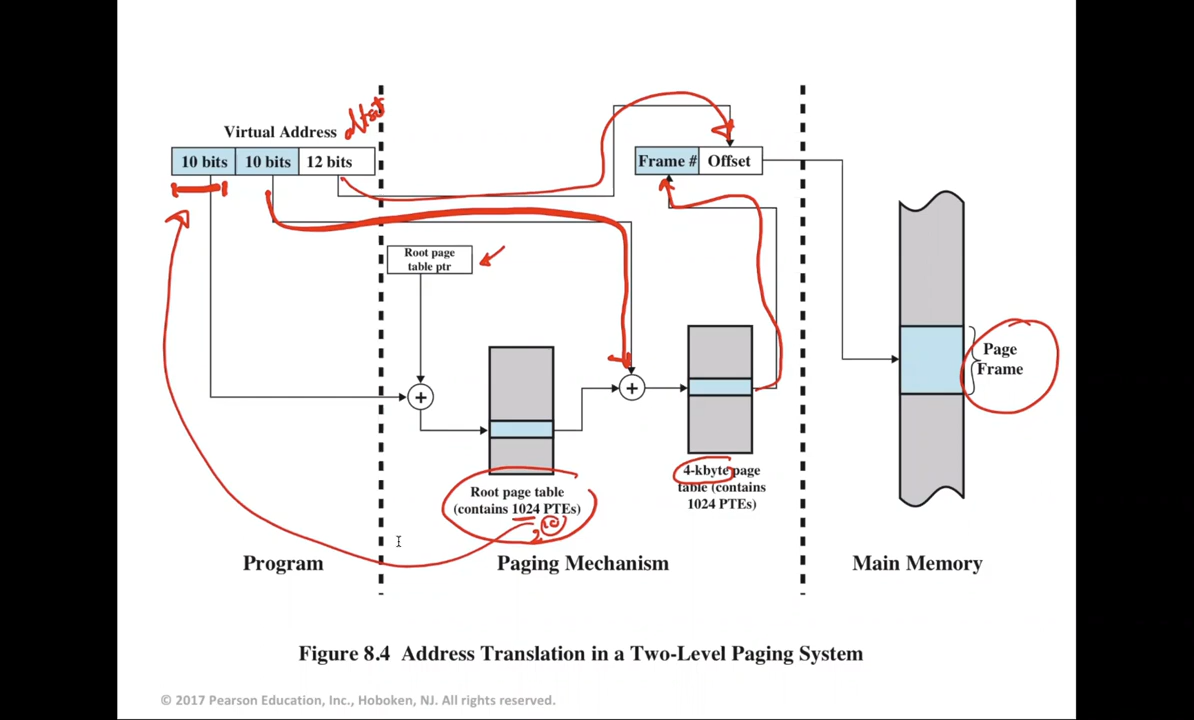 Virtual Address
10 bits 10 bits 12 bits
Frame # Offset
Root page
table ptr
Page
Frame
4-kbyte page
table (contains
1024 PTEs)
Root page table
(contains 1024 PTEs)
2 10
Program
Paging Mechanism
Main Memory
Figure 8.4 Address Translation in a Two-Level Paging System
© 2017 Pearson Education, Inc., Hoboken, NJ. All rights reserved.